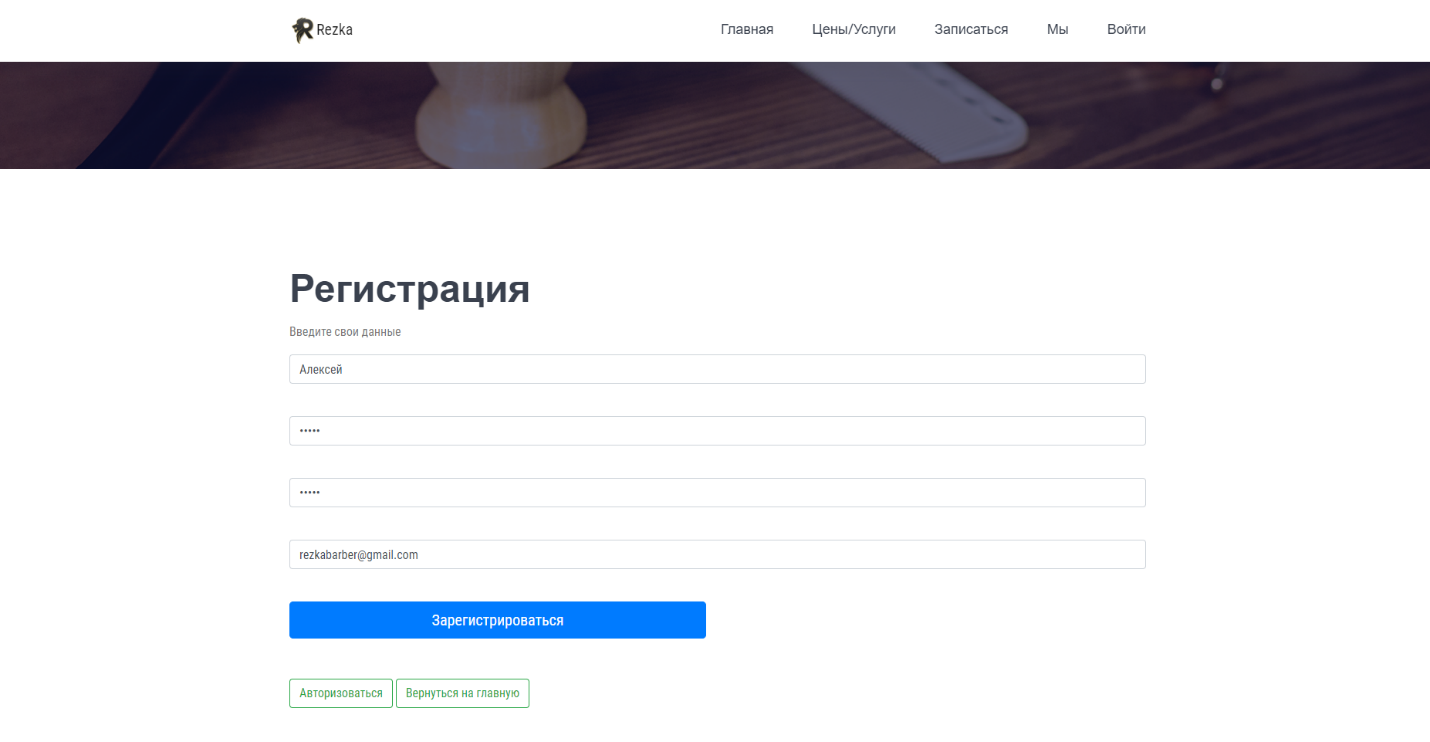 Rezka
Главная Цены/Услуги Записаться Мы Войти
Регистрация
Введите свои данные
Алексей
•••••
•••••
rezkabarber@gmail.com
Зарегистрироваться
Авторизоваться Вернуться на главную